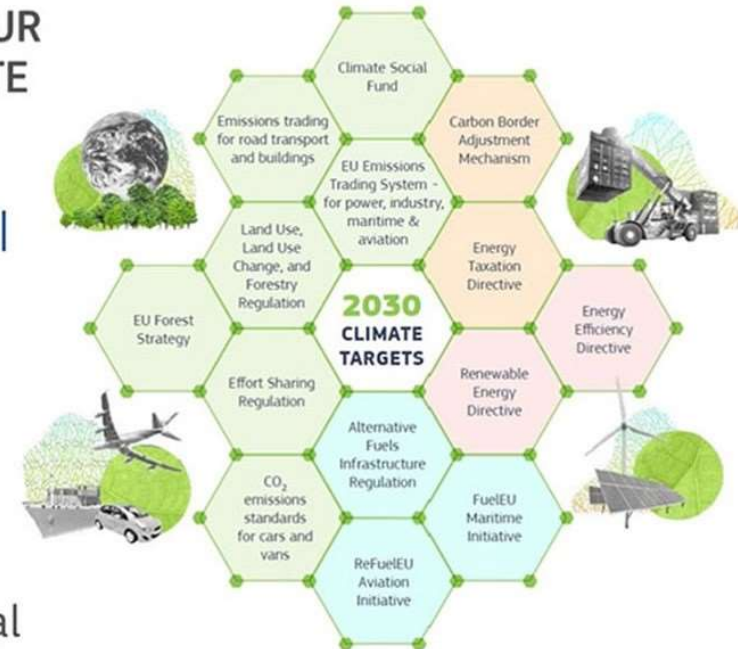 Climate Social
Fund
Emissions trading
for road transport
and buildings
Carbon Border
Adjustment
Mechanism
EU Emissions
Trading System -
for power, industry,
maritime &
aviation
Land Use,
Land Use
Change, and
Forestry
Regulation
Energy
Taxation
Directive
EU Forest
Strategy
2030
CLIMATE
TARGETS
Energy
Efficiency
Directive
Effort Sharing
Regulation
Renewable
Energy
Directive
Alternative
Fuels
Infrastructure
Regulation
CO₂
emissions
standards
for cars and
vans
FuelEU
Maritime
Initiative
ReFuelEU
Aviation
Initiative